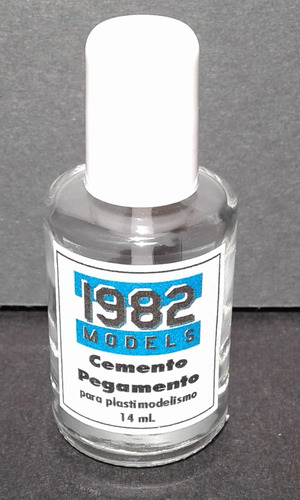 1982
MODELS
Cemento
Pegamento
para plastimodelismo
14 ml.